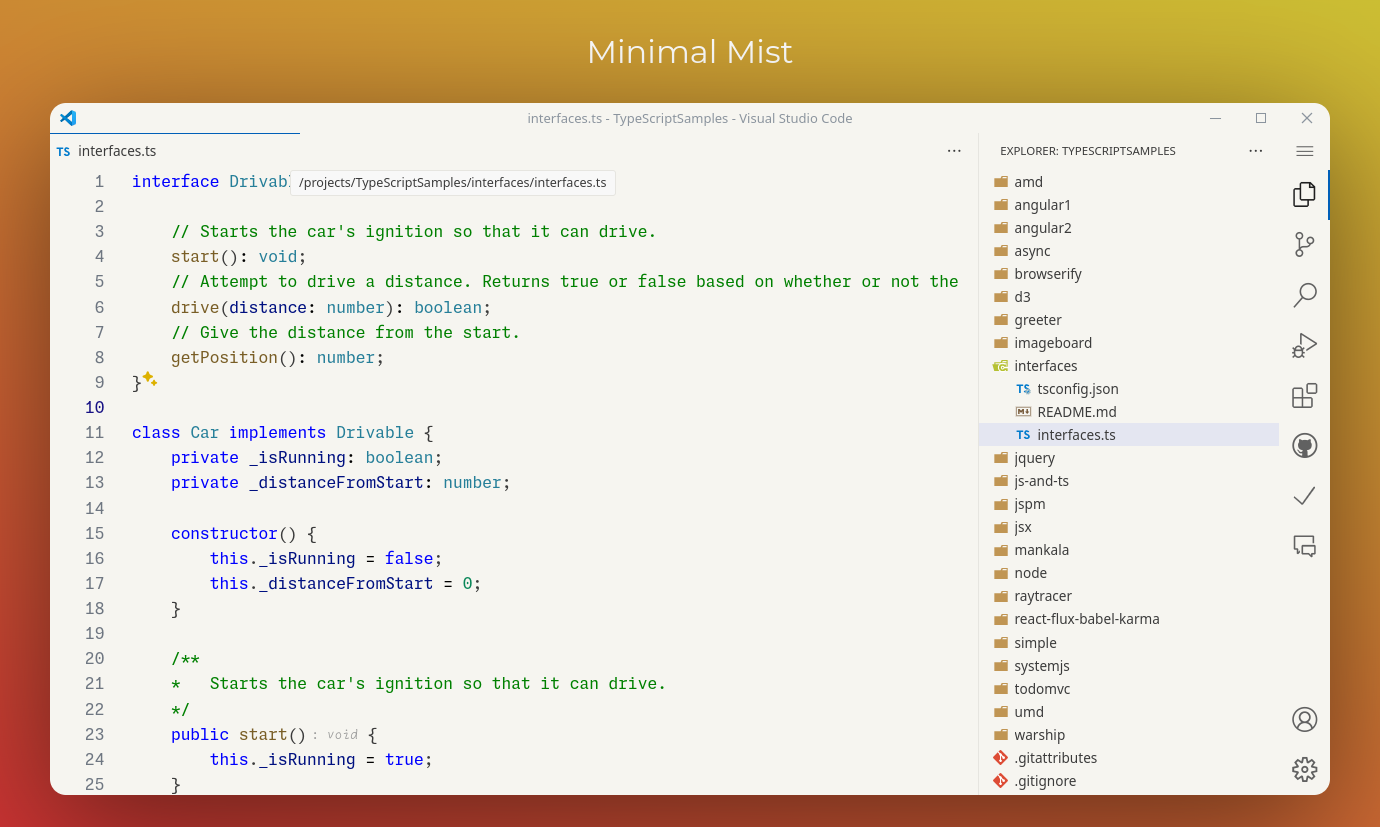 Minimal Mist
interfaces.ts - TypeScriptSamples - Visual Studio Code
TS interfaces.ts
/projects/TypeScriptSamples/interfaces/interfaces.ts
1 interface
2
3 // Starts the car's ignition so that it can drive.
4 start(): void;
5 // Attempt to drive a distance. Returns true or false based on whether or not the
6 drive(distance: number): boolean;
7 // Give the distance from the start.
8 getPosition(): number;
9 }
10
11 class Car implements Drivable {
12 private _isRunning: boolean;
13 private _distanceFromStart: number;
14
15 constructor() {
16 this._isRunning = false;
17 this._distanceFromStart = 0;
18 }
19
20 /**
21 * Starts the car's ignition so that it can drive.
22 */
23 public start(): void {
24 this._isRunning = true;
25 }
EXPLORER: TYPESCRIPTSAMPLES
amd
angular1
angular2
async
browserify
d3
greeter
imageboard
interfaces
TS tsconfig.json
README.md
TS interfaces.ts
jquery
js-and-ts
jspm
jsx
mankala
node
raytracer
react-flux-babel-karma
simple
systemjs
todomvc
umd
warship
.gitattributes
.gitignore